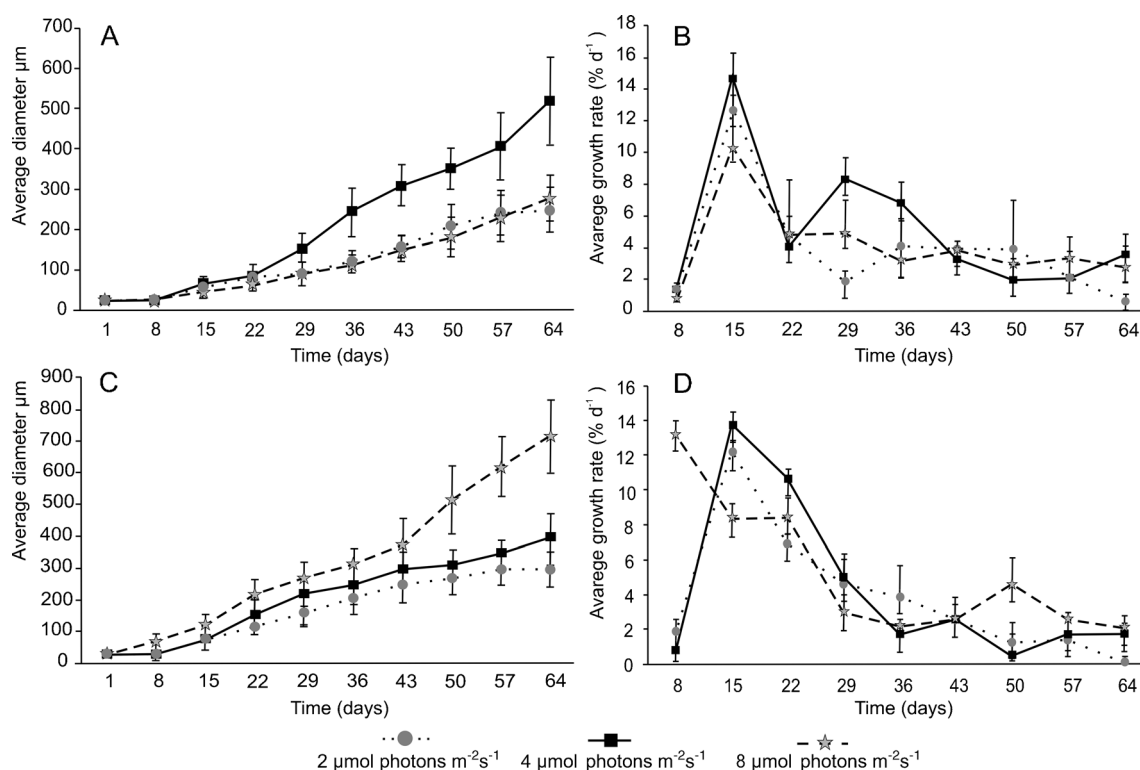 A
Average diameter µm
700
600
500
400
300
200
100
0
1 8 15 22 29 36 43 50 57 64
Time (days)
B
Avarege growth rate (% d⁻¹)
18
16
14
12
10
8
6
4
2
0
8 15 22 29 36 43 50 57 64
Time (days)
C
Average diameter µm
900
800
700
600
500
400
300
200
100
0
1 8 15 22 29 36 43 50 57 64
Time (days)
D
Avarege growth rate (% d⁻¹)
16
14
12
10
8
6
4
2
0
8 15 22 29 36 43 50 57 64
Time (days)
2 µmol photons m⁻²s⁻¹ 4 µmol photons m⁻²s⁻¹ 8 µmol photons m⁻²s⁻¹